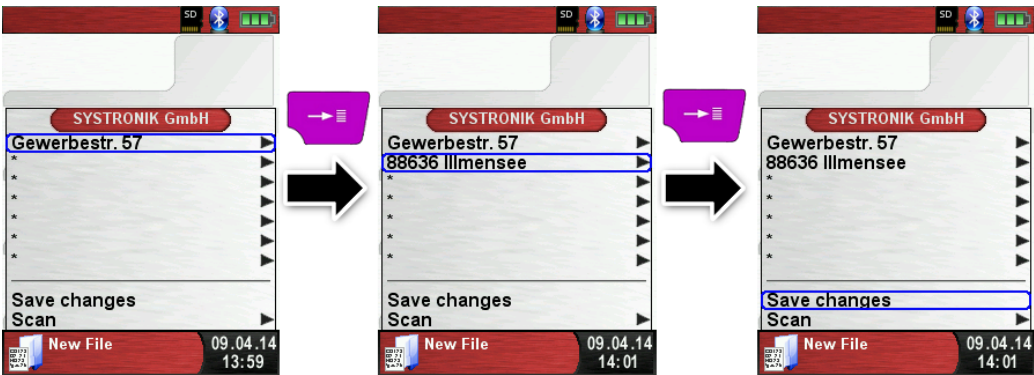 SD
SYSTRONIK GmbH
Gewerbestr. 57
*
*
*
*
*
*
Save changes
Scan
New File
09.04.14
13:59
SD
SYSTRONIK GmbH
Gewerbestr. 57
88636 Illmensee
*
*
*
*
*
Save changes
Scan
New File
09.04.14
14:01
SD
SYSTRONIK GmbH
Gewerbestr. 57
88636 Illmensee
*
*
*
*
*
Save changes
Scan
New File
09.04.14
14:01